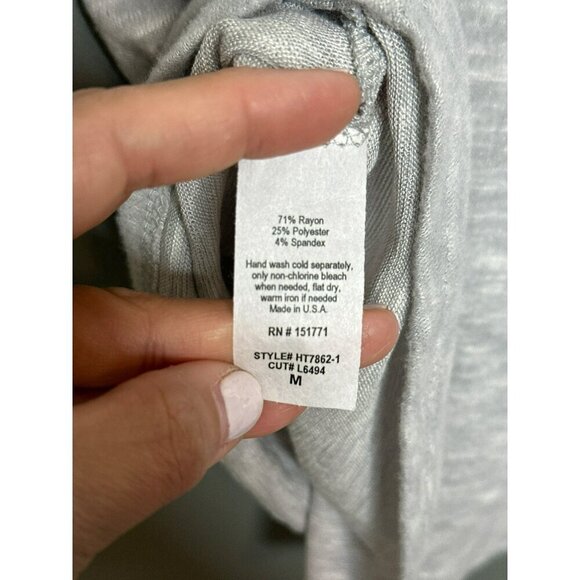 71% Rayon
25% Polyester
4% Spandex
Hand wash cold separately,
only non-chlorine bleach
when needed, flat dry,
warm iron if needed
Made in U.S.A.
RN # 151771
STYLE# HT7862-1
CUT# L6494
M